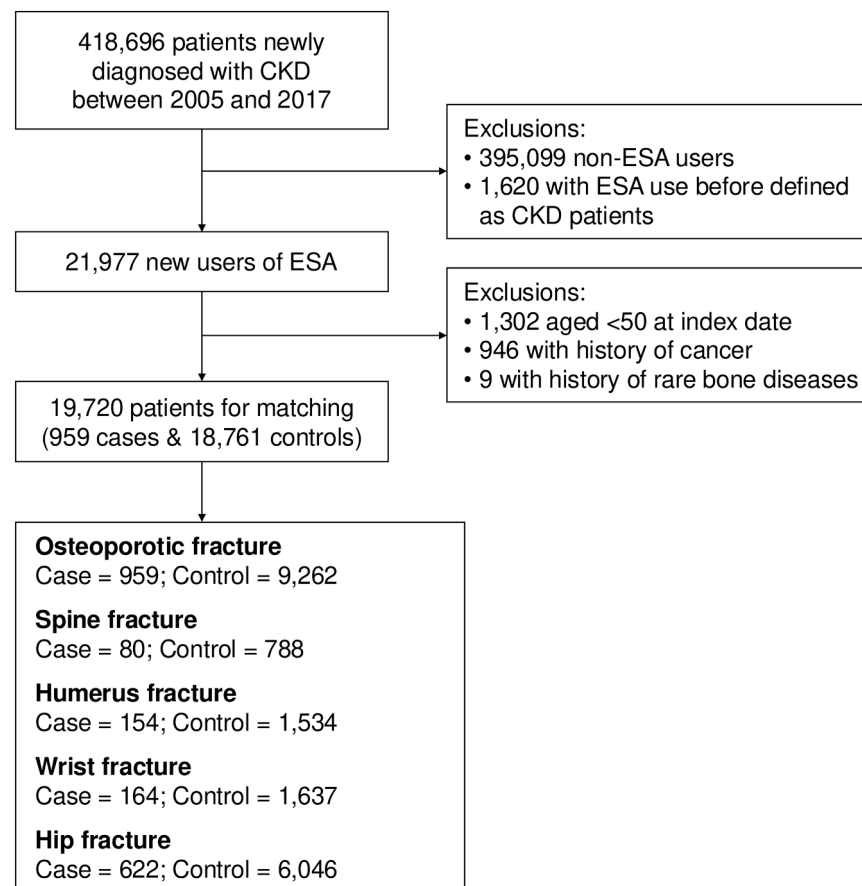 418,696 patients newly
diagnosed with CKD
between 2005 and 2017
Exclusions:
• 395,099 non-ESA users
• 1,620 with ESA use before defined
as CKD patients
21,977 new users of ESA
Exclusions:
• 1,302 aged <50 at index date
• 946 with history of cancer
• 9 with history of rare bone diseases
19,720 patients for matching
(959 cases & 18,761 controls)
Osteoporotic fracture
Case = 959; Control = 9,262
Spine fracture
Case = 80; Control = 788
Humerus fracture
Case = 154; Control = 1,534
Wrist fracture
Case = 164; Control = 1,637
Hip fracture
Case = 622; Control = 6,046